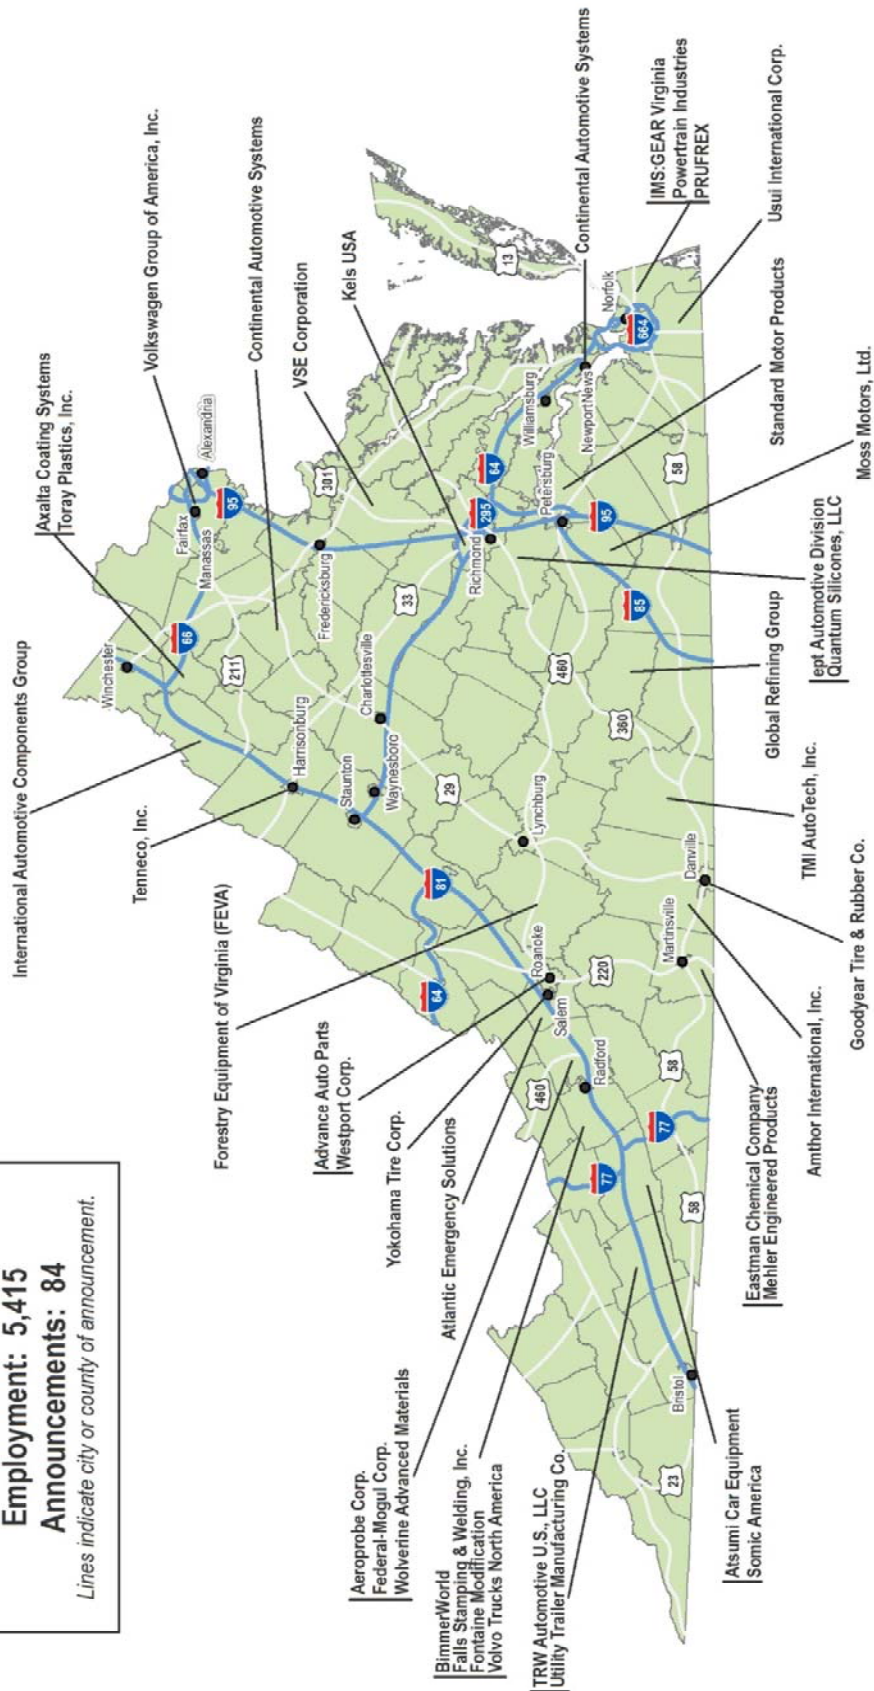 Employment: 5,415
Announcements: 84
Lines indicate city or county of announcement.
International Automotive Components Group
Axalta Coating Systems
Toray Plastics, Inc.
Volkswagen Group of America, Inc.
Continental Automotive Systems
VSE Corporation
Kels USA
Continental Automotive Systems
IMS:GEAR Virginia
Powertrain Industries
PRUFREX
Usui International Corp.
Standard Motor Products
Moss Motors, Ltd.
ept Automotive Division
Quantum Silicones, LLC
Global Refining Group
TMI AutoTech, Inc.
Goodyear Tire & Rubber Co.
Amthor International, Inc.
Eastman Chemical Company
Mehler Engineered Products
Atsumi Car Equipment
Somic America
TRW Automotive U.S., LLC
Utility Trailer Manufacturing Co.
BimmerWorld
Falls Stamping & Welding, Inc.
Fontaine Modification
Volvo Trucks North America
Aeroprobe Corp.
Federal-Mogul Corp.
Wolverine Advanced Materials
Atlantic Emergency Solutions
Yokohama Tire Corp.
Advance Auto Parts
Westport Corp.
Forestry Equipment of Virginia (FEVA)
Tenneco, Inc.
Winchester
66
211
Fairfax
Alexandria
Manassas
95
301
Fredericksburg
Harrisonburg
Staunton
Waynesboro
Charlottesville
33
29
81
64
Richmond
295
64
Williamsburg
Newport News
Norfolk
664
13
Petersburg
95
58
85
460
360
Lynchburg
Roanoke
Salem
220
Radford
460
Martinsville
Danville
58
77
77
58
Bristol
23